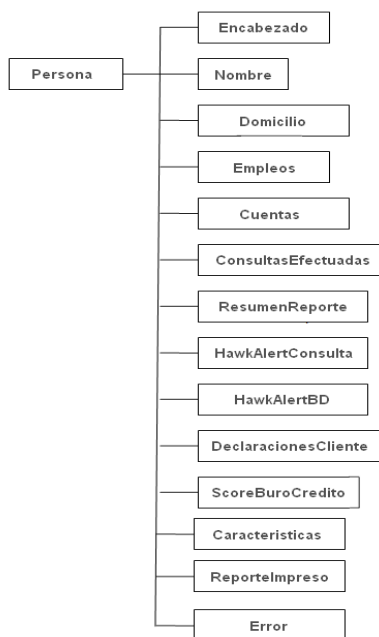 Encabezado
Persona
Nombre
Domicilio
Empleos
Cuentas
ConsultasEfectuadas
ResumenReporte
HawkAlertConsulta
HawkAlertBD
DeclaracionesCliente
ScoreBuroCredito
Caracteristicas
ReporteImpreso
Error